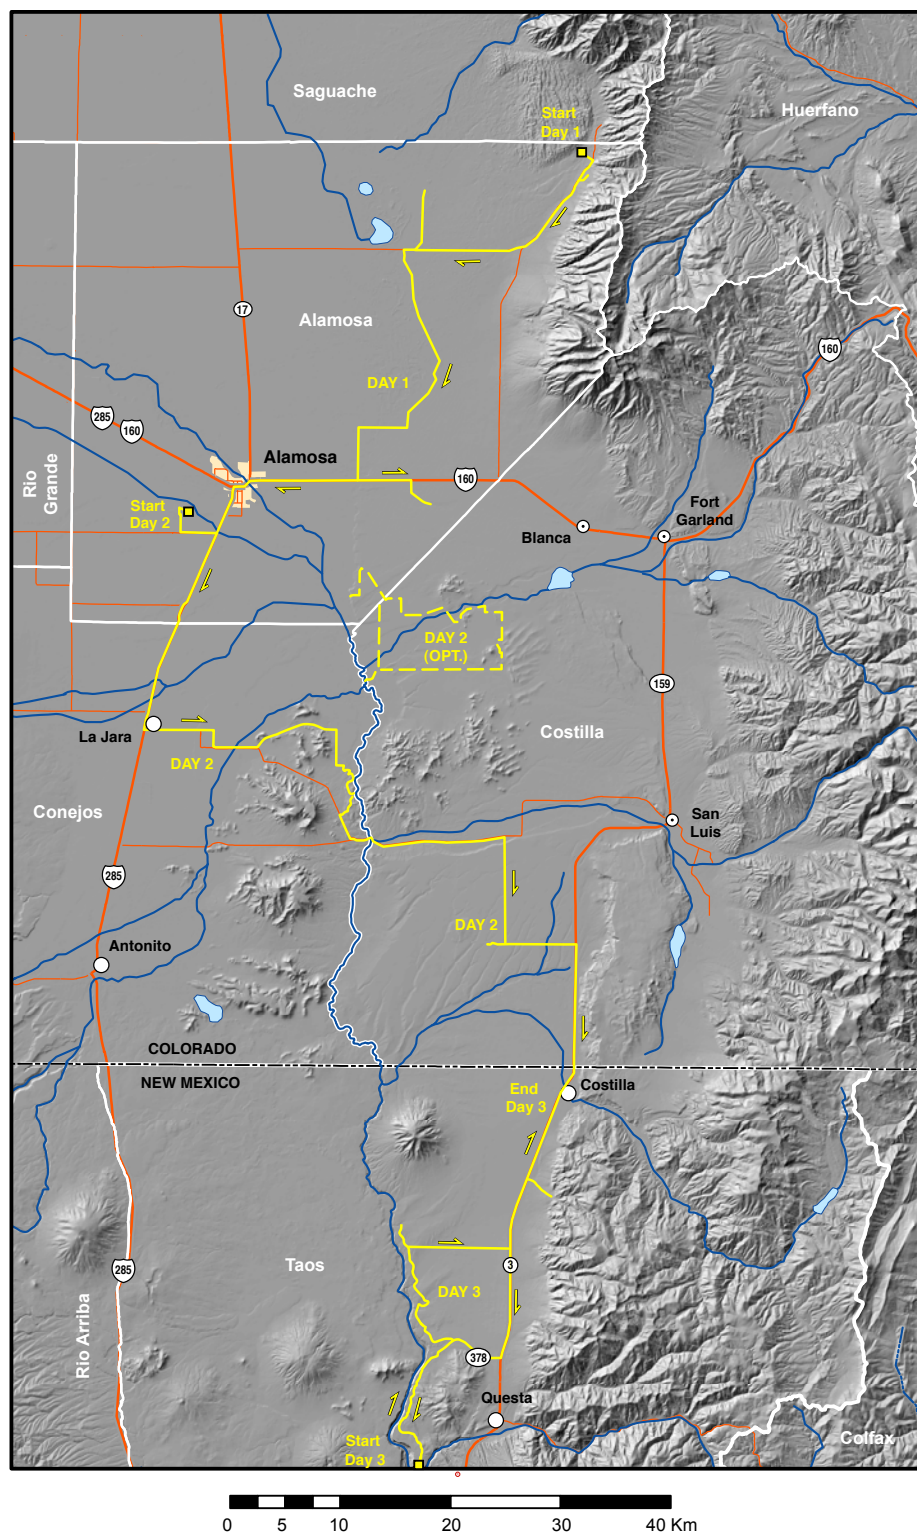 Saguache
Huerfano
Start
Day 1
17
Alamosa
160
DAY 1
285
160
Alamosa
Rio
Grande
160
Start
Day 2
Fort
Garland
Blanca
DAY 2
(OPT.)
159
La Jara
Costilla
DAY 2
Conejos
San
Luis
285
DAY 2
Antonito
COLORADO
NEW MEXICO
End
Day 3
Costilla
Taos
285
3
DAY 3
Rio Arriba
378
Questa
Start
Day 3
Colfax
0 5 10 20 30 40 Km